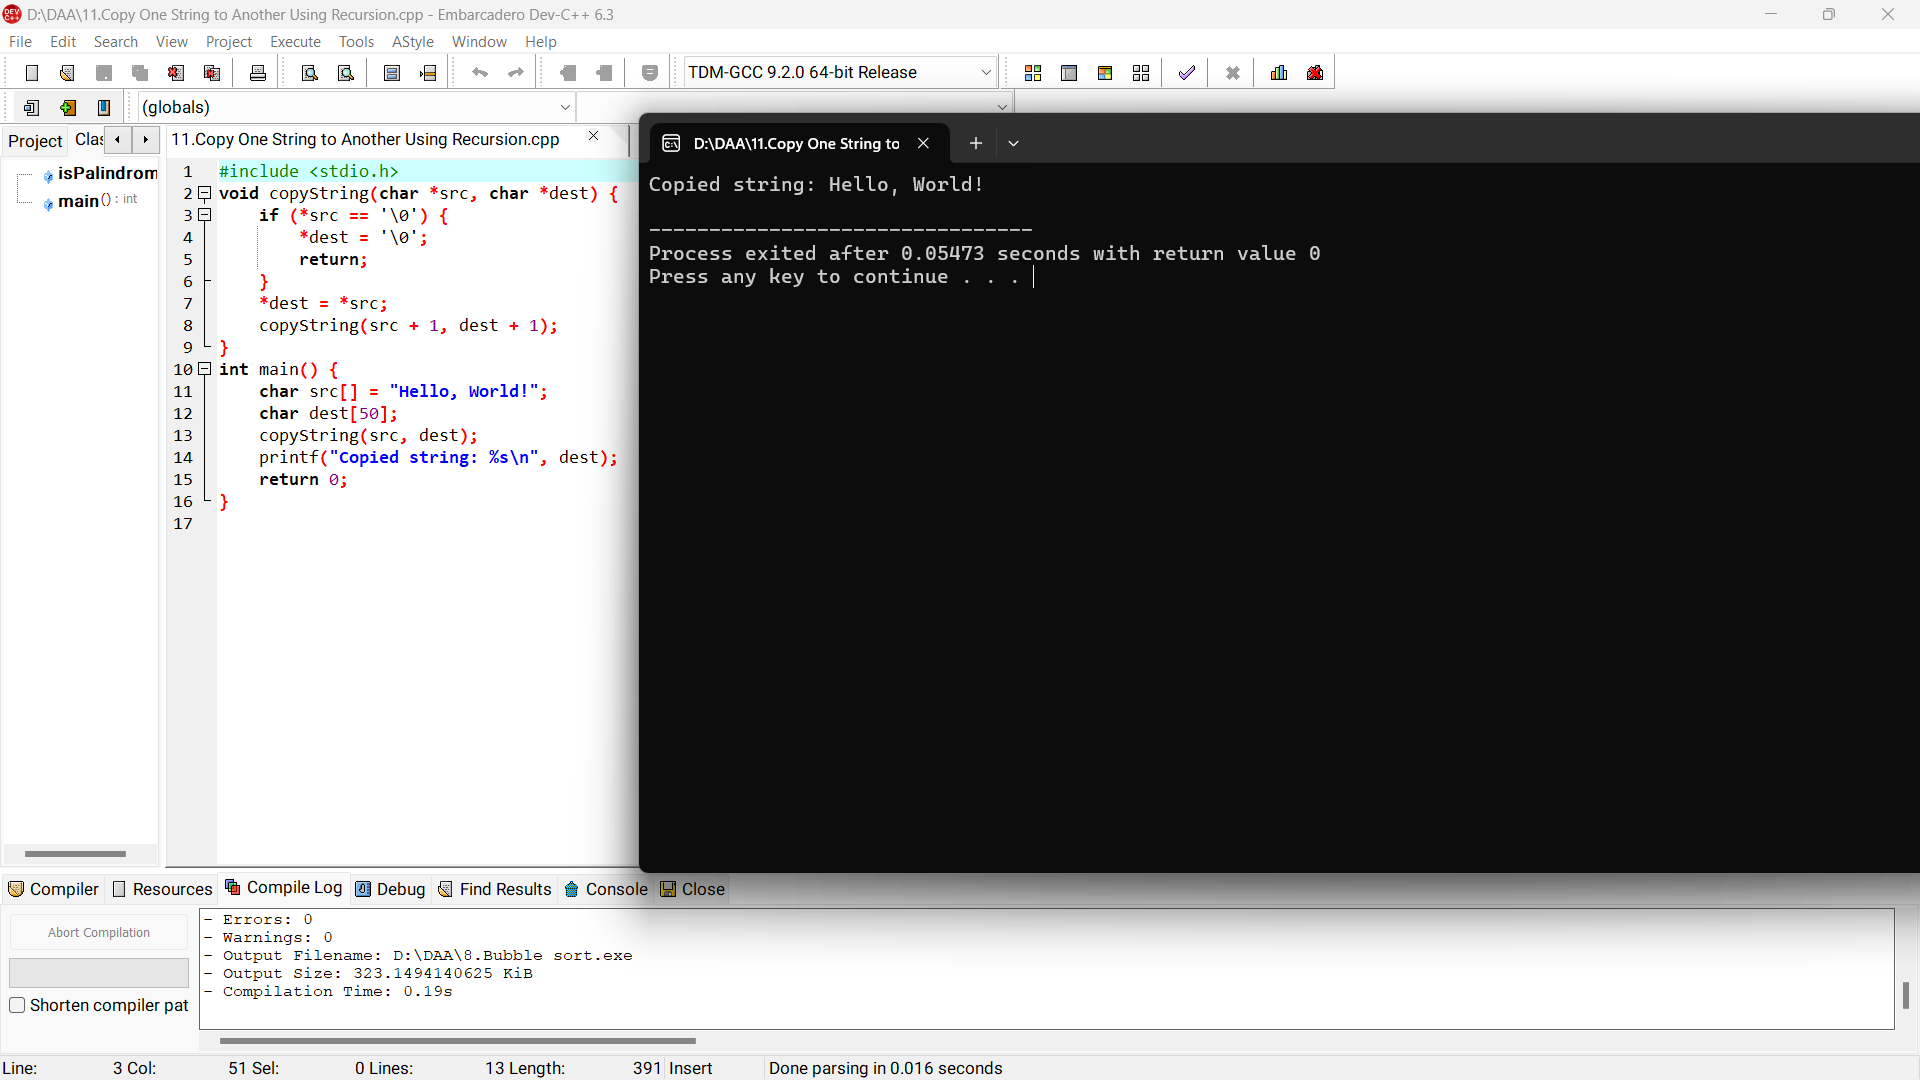 D:\DAA\11.Copy One String to Another Using Recursion.cpp - Embarcadero Dev-C++ 6.3
File Edit Search View Project Execute Tools AStyle Window Help
TDM-GCC 9.2.0 64-bit Release
(globals)
Project Clas
11.Copy One String to Another Using Recursion.cpp
isPalindrom
main() : int
1 #include <stdio.h>
2 void copyString(char *src, char *dest) {
3 if (*src == '\0') {
4 *dest = '\0';
5 return;
6 }
7 *dest = *src;
8 copyString(src + 1, dest + 1);
9 }
10 int main() {
11 char src[] = "Hello, World!";
12 char dest[50];
13 copyString(src, dest);
14 printf("Copied string: %s\n", dest);
15 return 0;
16 }
17
D:\DAA\11.Copy One String to
Copied string: Hello, World!
--------------------------------
Process exited after 0.05473 seconds with return value 0
Press any key to continue . . .
Compiler Resources Compile Log Debug Find Results Console Close
Abort Compilation
Shorten compiler pat
- Errors: 0
- Warnings: 0
- Output Filename: D:\DAA\8.Bubble sort.exe
- Output Size: 323.1494140625 KiB
- Compilation Time: 0.19s
Line: 3 Col: 51 Sel: 0 Lines: 13 Length: 391 Insert Done parsing in 0.016 seconds